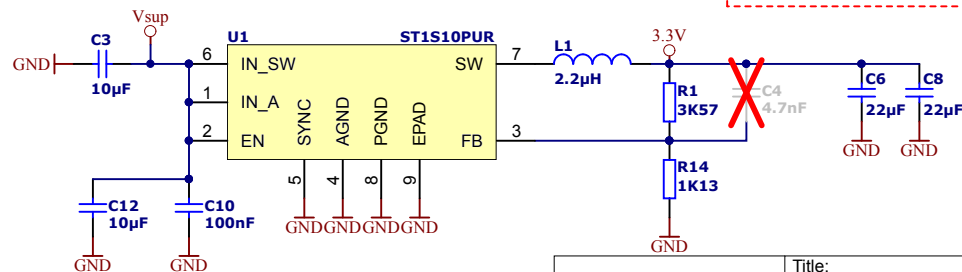 Vsup
3.3V
C3
U1
ST1S10PUR
L1
GND
10µF
6
IN_SW
SW
7
2.2µH
R1
3K57
C4
4.7nF
C6
22µF
C8
22µF
1
IN_A
2
EN
SYNC
AGND
PGND
EPAD
FB
3
GND
GND
5
4
8
9
R14
1K13
C12
10µF
C10
100nF
GND
GND
GND
GND
GND
GND
GND
Title: